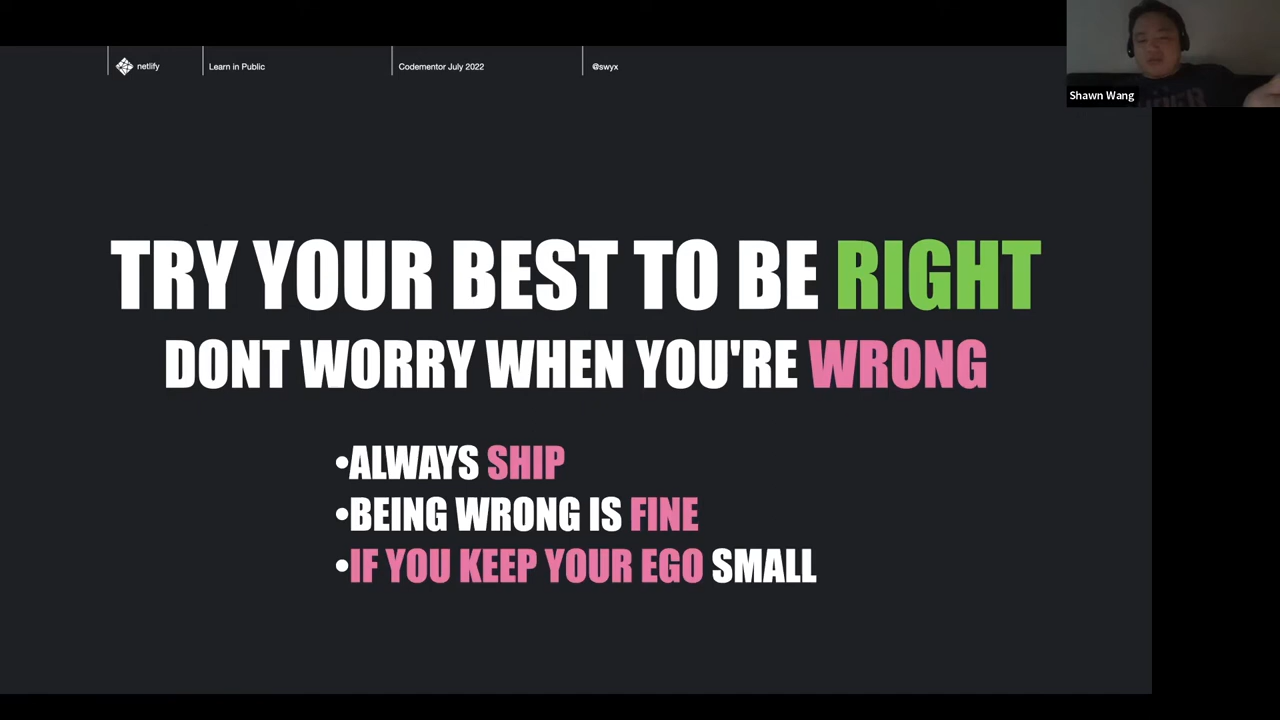 netlify
Learn in Public
Codementor July 2022
@swyx
Shawn Wang
TRY YOUR BEST TO BE RIGHT
DONT WORRY WHEN YOU'RE WRONG
•ALWAYS SHIP
•BEING WRONG IS FINE
•IF YOU KEEP YOUR EGO SMALL